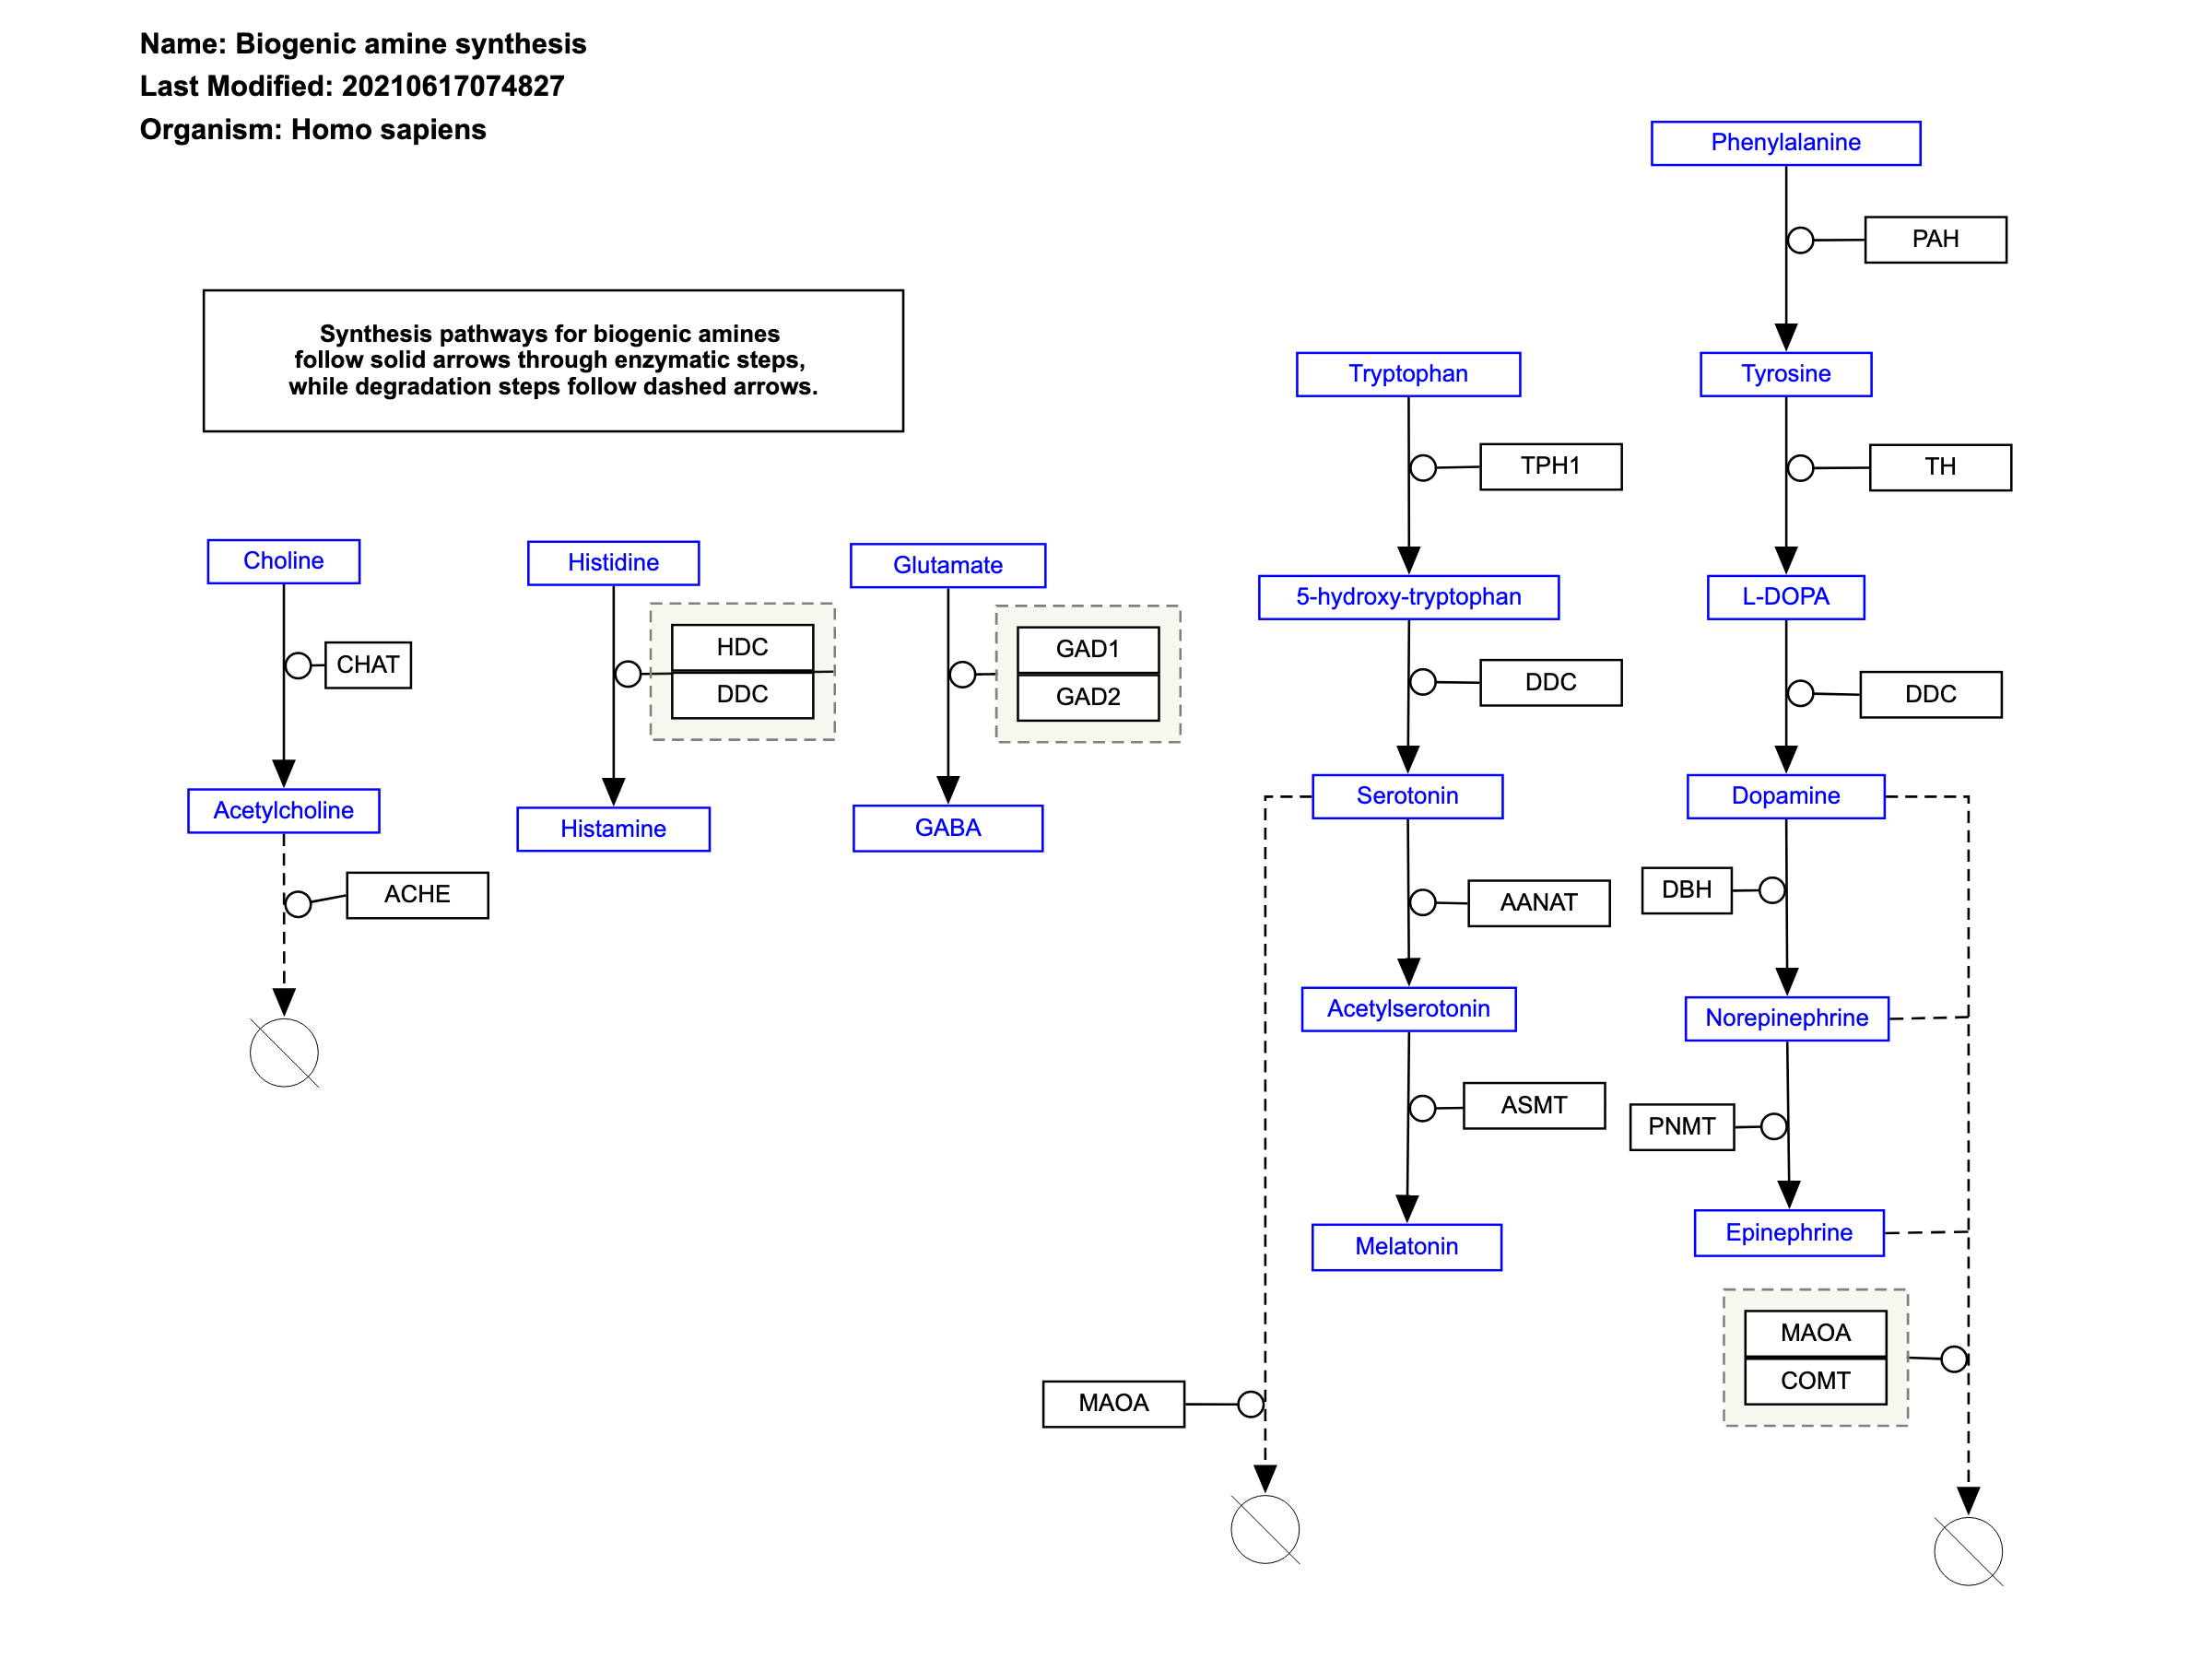 Name: Biogenic amine synthesis
Last Modified: 20210617074827
Organism: Homo sapiens
Synthesis pathways for biogenic amines
follow solid arrows through enzymatic steps,
while degradation steps follow dashed arrows.
Choline
CHAT
Acetylcholine
ACHE
Histidine
HDC
DDC
Histamine
Glutamate
GAD1
GAD2
GABA
Tryptophan
TPH1
5-hydroxy-tryptophan
DDC
Serotonin
AANAT
Acetylserotonin
ASMT
Melatonin
MAOA
Phenylalanine
PAH
Tyrosine
TH
L-DOPA
DDC
Dopamine
DBH
Norepinephrine
PNMT
Epinephrine
MAOA
COMT